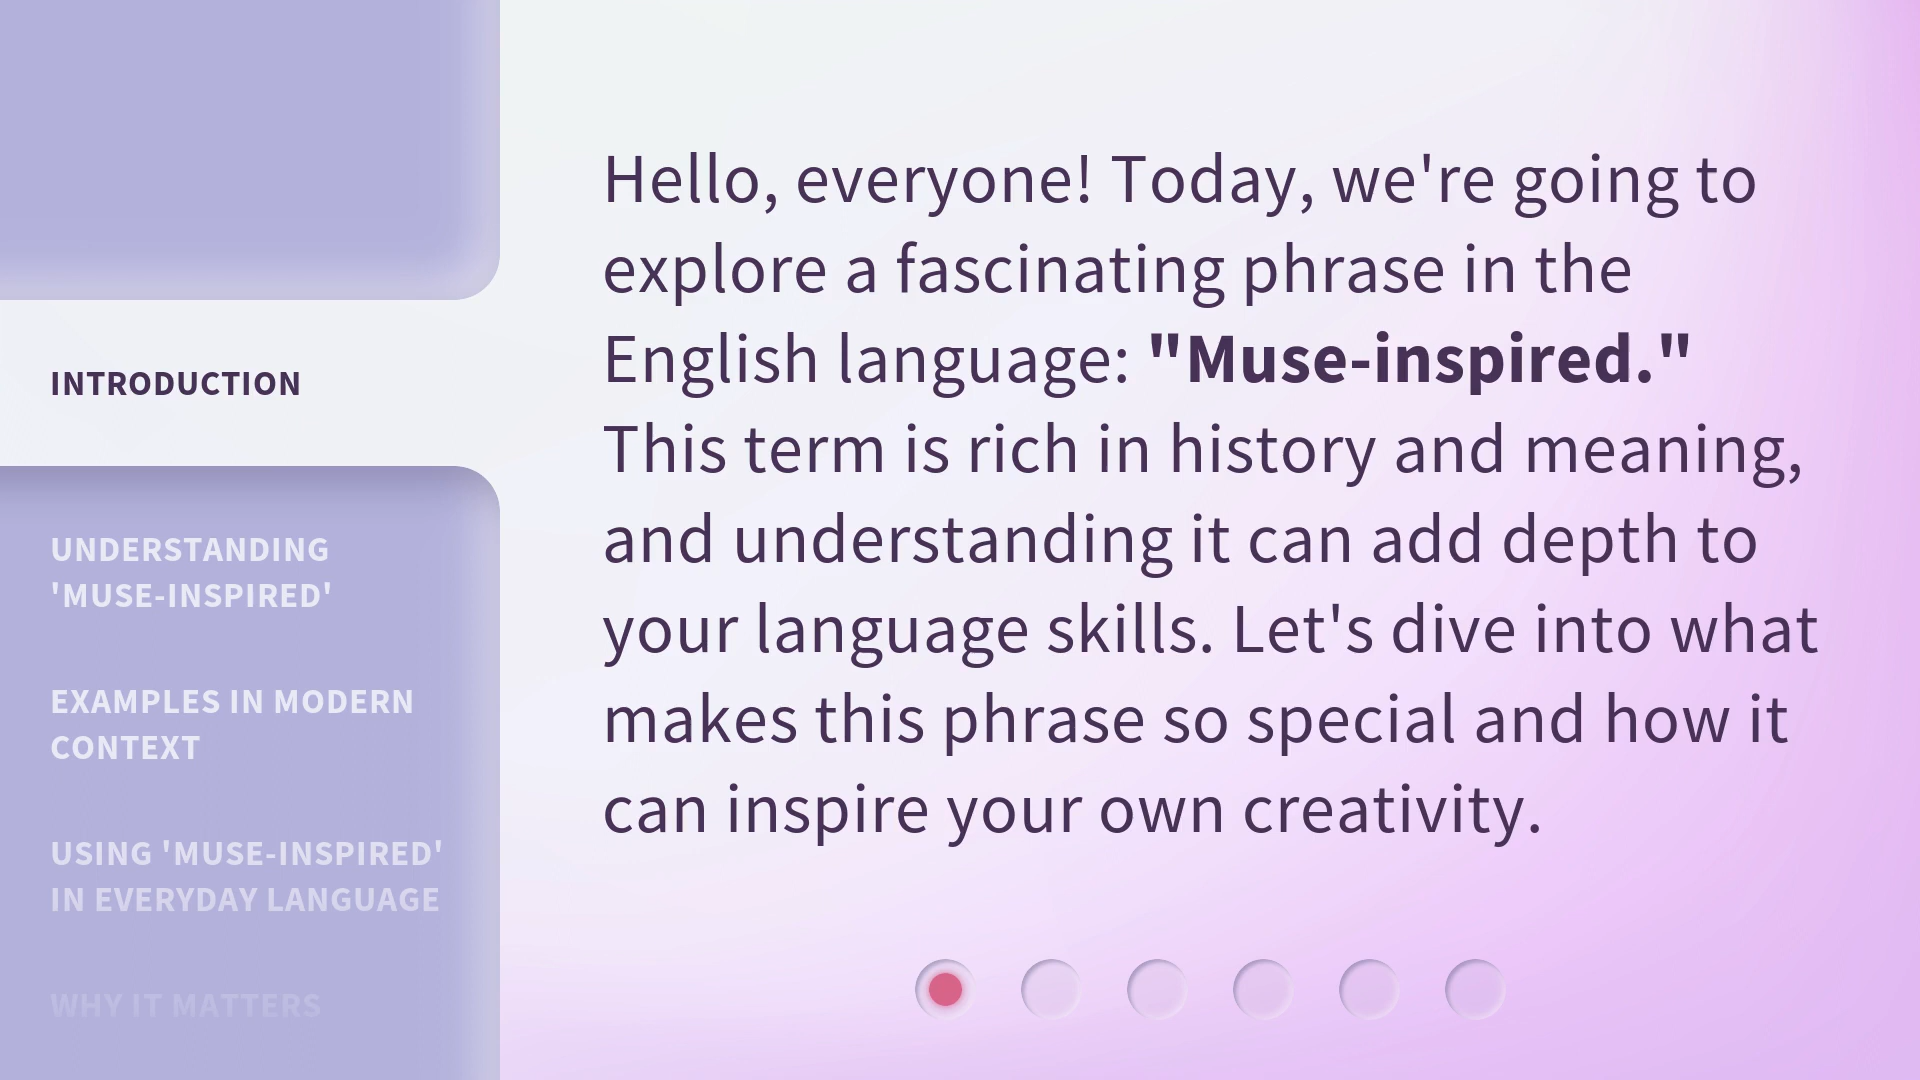 INTRODUCTION
UNDERSTANDING
'MUSE-INSPIRED'
EXAMPLES IN MODERN
CONTEXT
USING 'MUSE-INSPIRED'
IN EVERYDAY LANGUAGE
WHY IT MATTERS
Hello, everyone! Today, we're going to
explore a fascinating phrase in the
English language: "Muse-inspired."
This term is rich in history and meaning,
and understanding it can add depth to
your language skills. Let's dive into what
makes this phrase so special and how it
can inspire your own creativity.